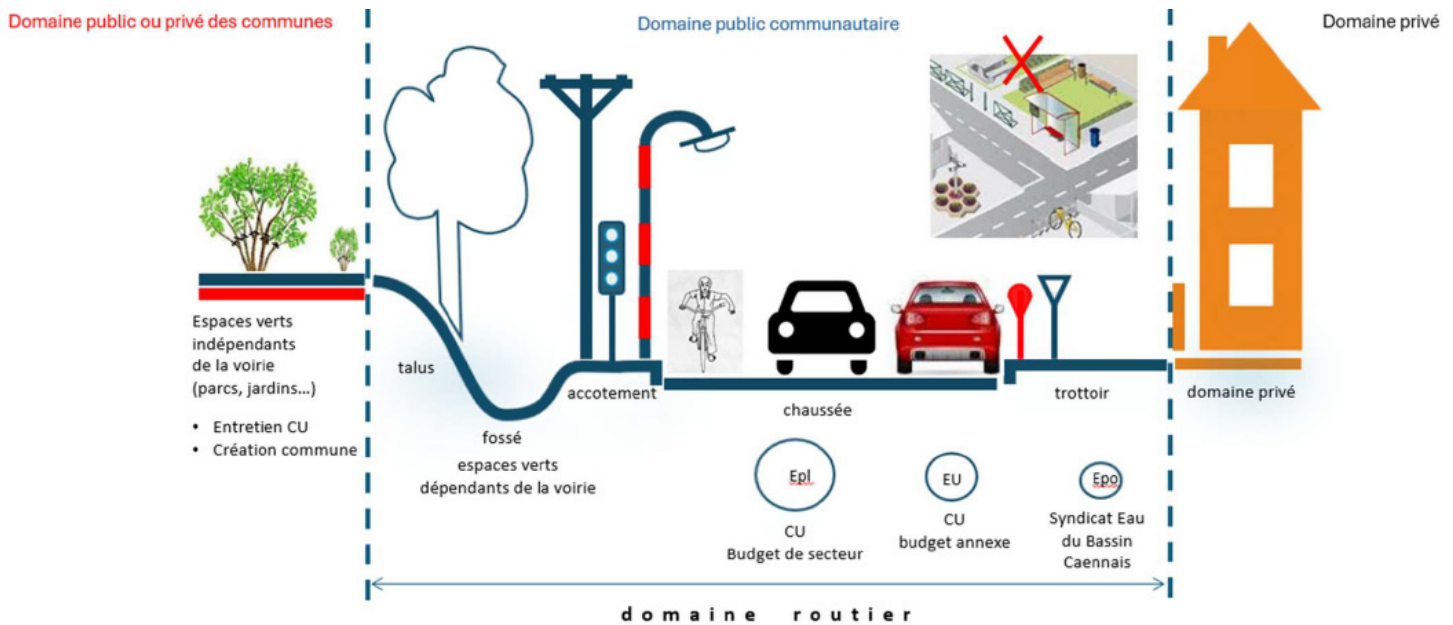 Domaine public ou privé des communes
Domaine public communautaire
Domaine privé
Espaces verts
indépendants
de la voirie
(parcs, jardins…)
• Entretien CU
• Création commune
talus
fossé
espaces verts
dépendants de la voirie
accotement
chaussée
trottoir
domaine privé
Epl
CU
Budget de secteur
EU
CU
budget annexe
Epo
Syndicat Eau
du Bassin
Caennais
domaine routier